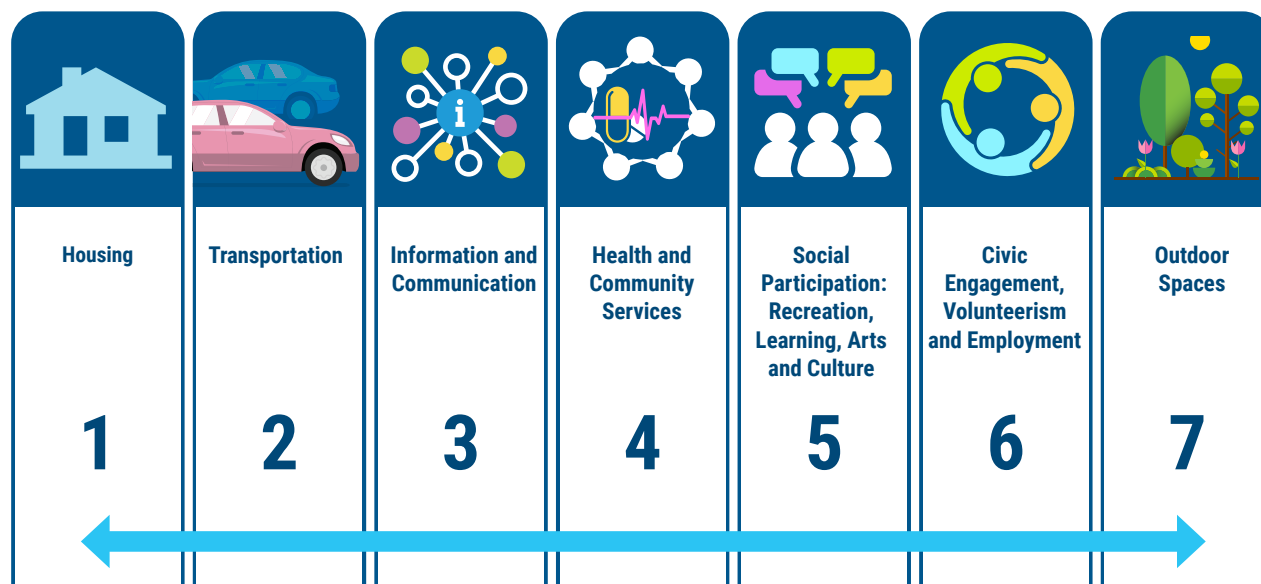 Housing
Transportation
Information and
Communication
Health and
Community
Services
Social
Participation:
Recreation,
Learning, Arts
and Culture
Civic
Engagement,
Volunteerism
and Employment
Outdoor
Spaces
1
2
3
4
5
6
7
i